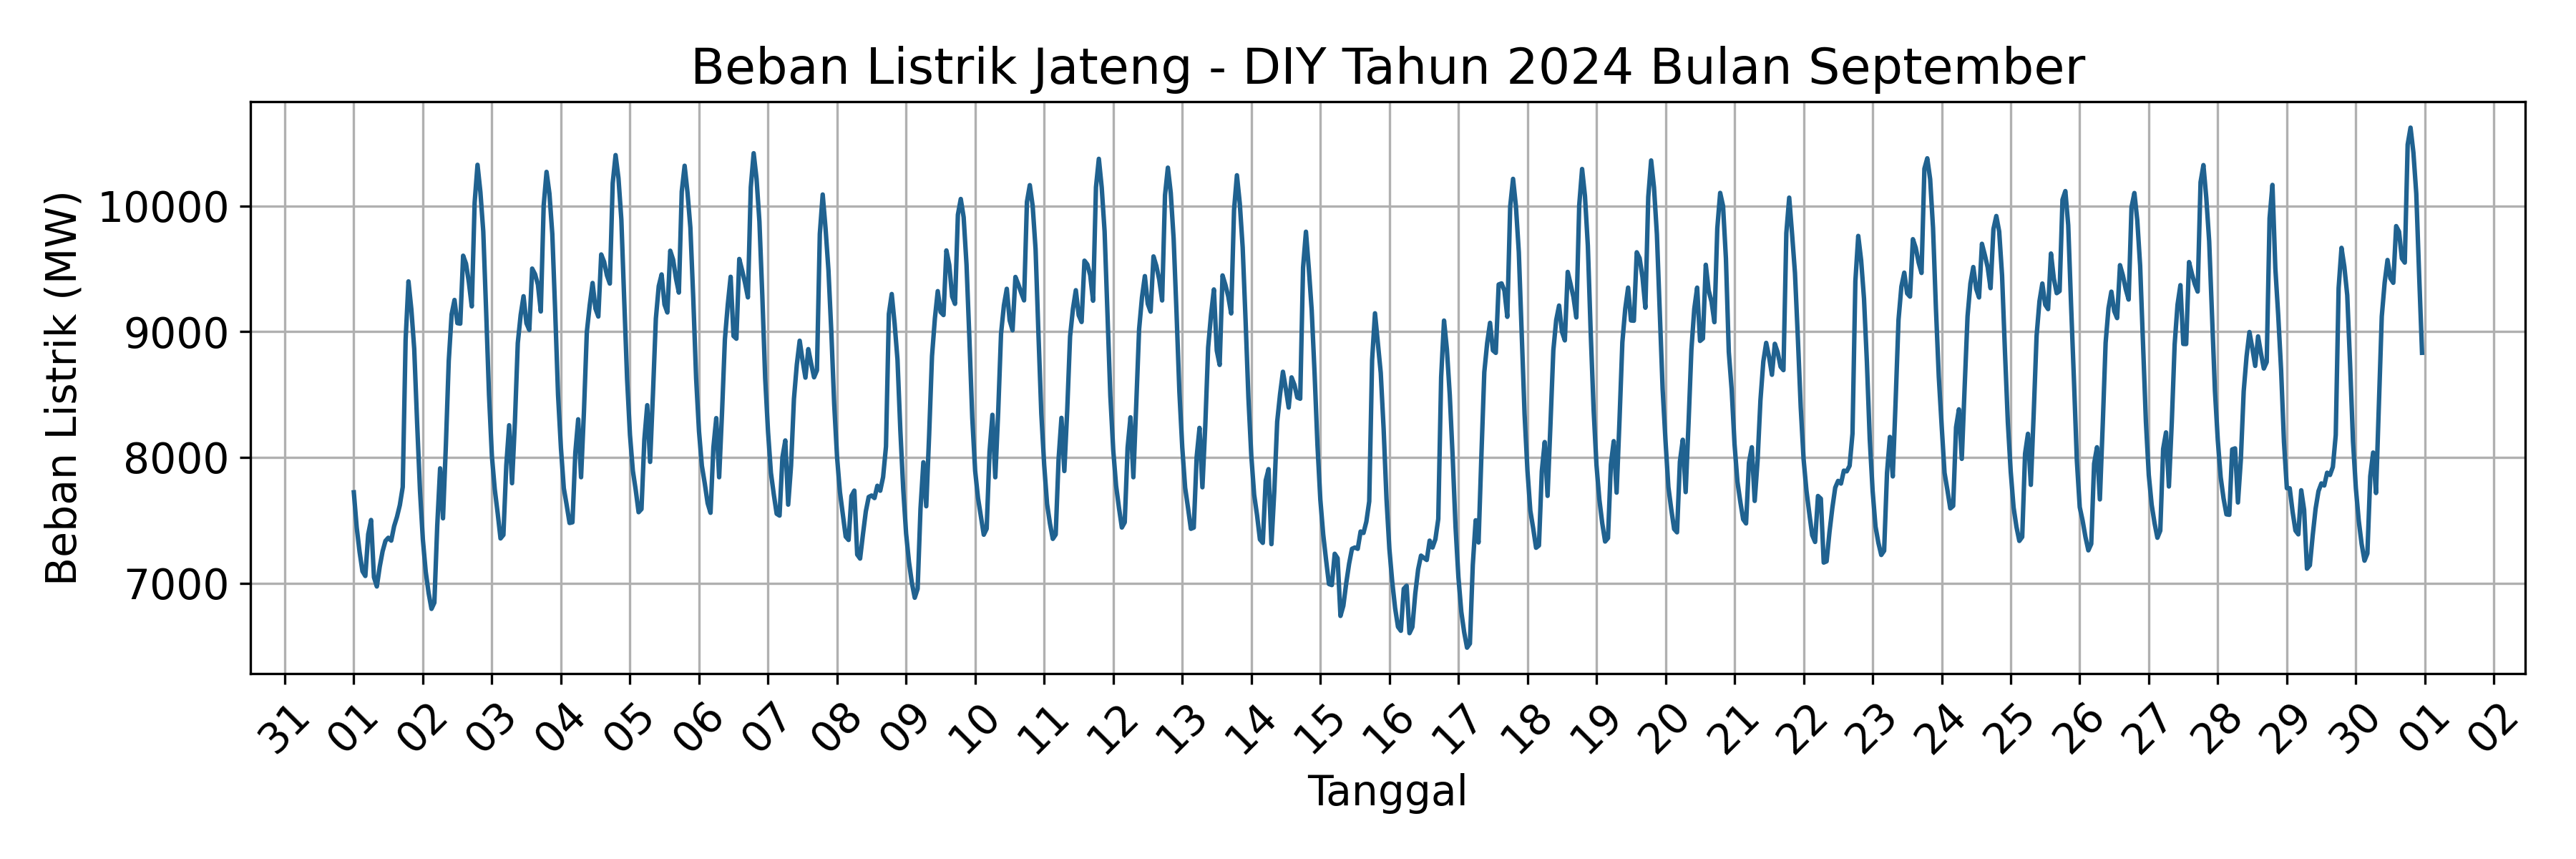 Beban Listrik Jateng - DIY Tahun 2024 Bulan September
Beban Listrik (MW)
10000
9000
8000
7000
31 01 02 03 04 05 06 07 08 09 10 11 12 13 14 15 16 17 18 19 20 21 22 23 24 25 26 27 28 29 30 01 02
Tanggal